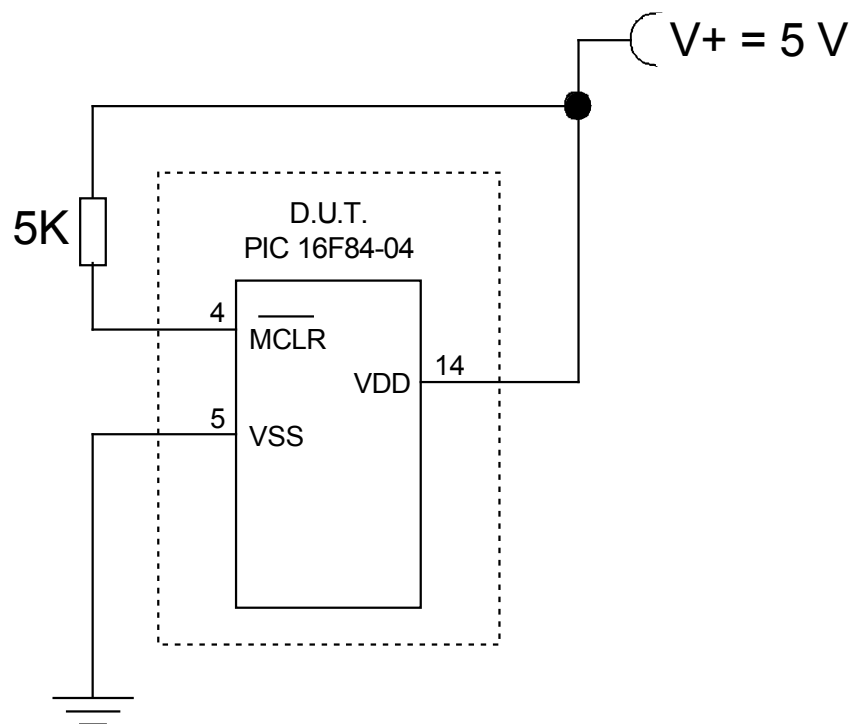 V+ = 5 V
5K
D.U.T.
PIC 16F84-04
4
MCLR
14
VDD
5
VSS